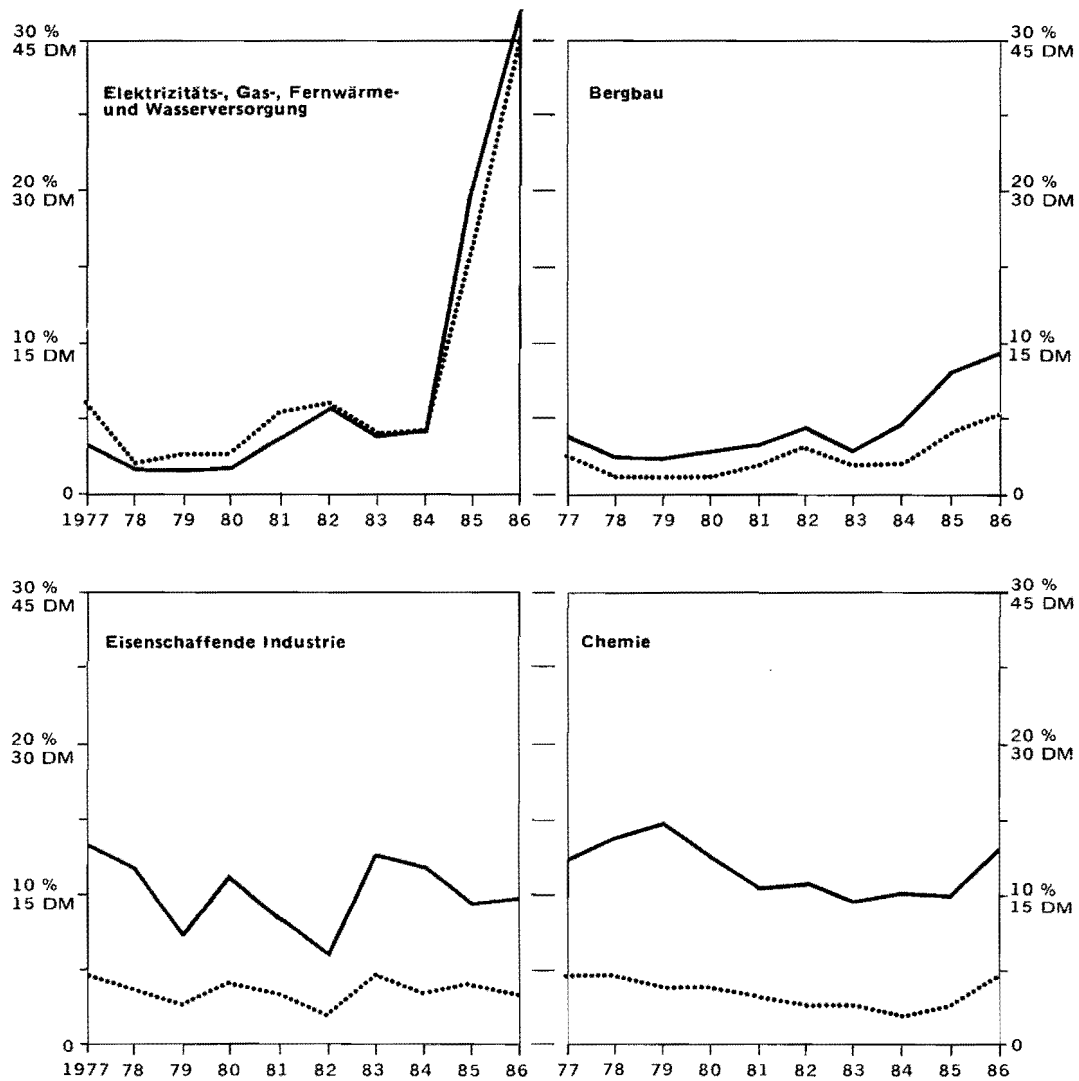 30 %
45 DM
Elektrizitäts-, Gas-, Fernwärme-
und Wasserversorgung
20 %
30 DM
10 %
15 DM
0
1977 78 79 80 81 82 83 84 85 86
30 %
45 DM
Bergbau
20 %
30 DM
10 %
15 DM
0
77 78 79 80 81 82 83 84 85 86
30 %
45 DM
Eisenschaffende Industrie
20 %
30 DM
10 %
15 DM
0
1977 78 79 80 81 82 83 84 85 86
30 %
45 DM
Chemie
20 %
30 DM
10 %
15 DM
0
77 78 79 80 81 82 83 84 85 86